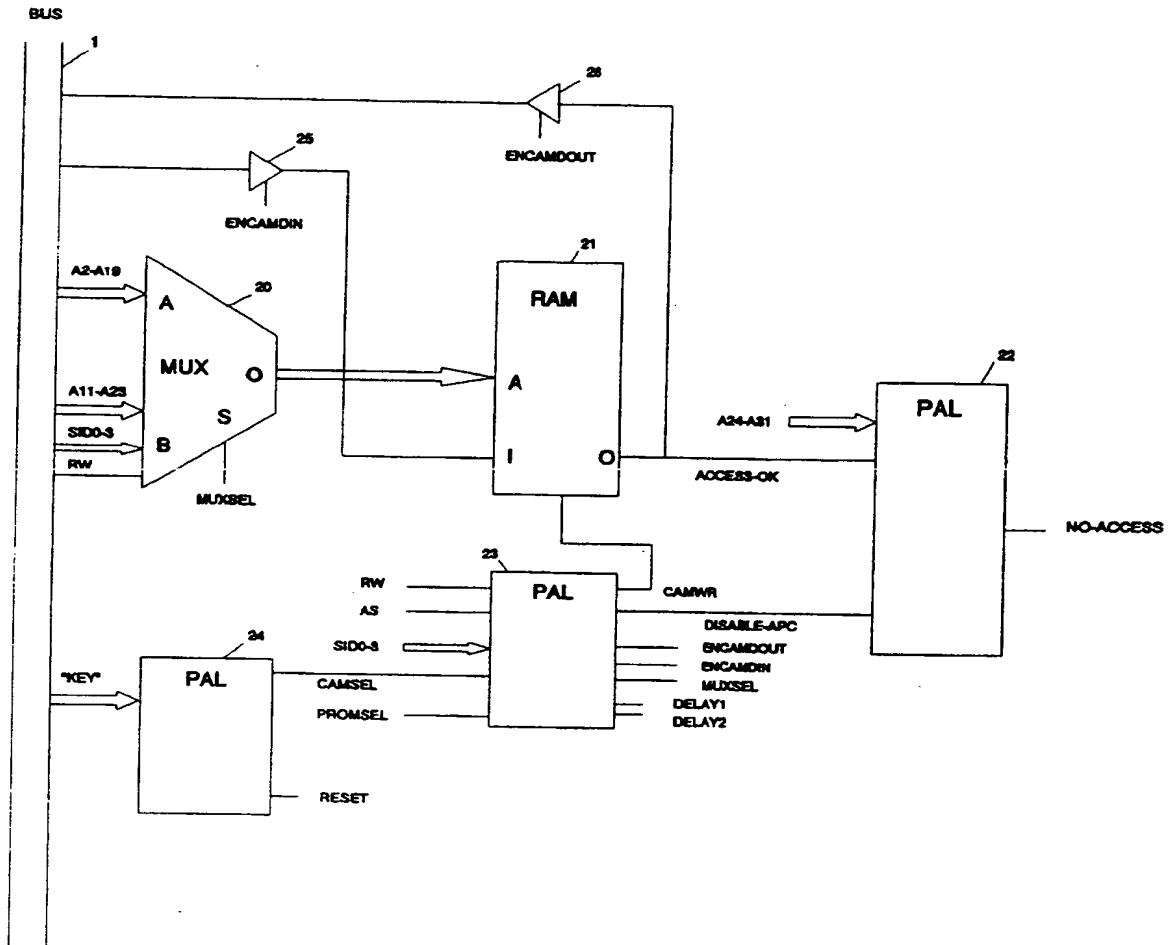 BUS
1
26
ENCAMDOUT
25
ENCAMDIN
A2-A19
20
A
MUX
O
A11-A23
S
SID0-3
B
RW
MUXSEL
21
RAM
A
I
O
ACCESS-OK
22
PAL
A24-A31
NO-ACCESS
23
PAL
RW
AS
SID0-3
CAMSEL
PROMSEL
CAMWR
DISABLE-APC
ENCAMDOUT
ENCAMDIN
MUXSEL
DELAY1
DELAY2
24
PAL
"KEY"
RESET